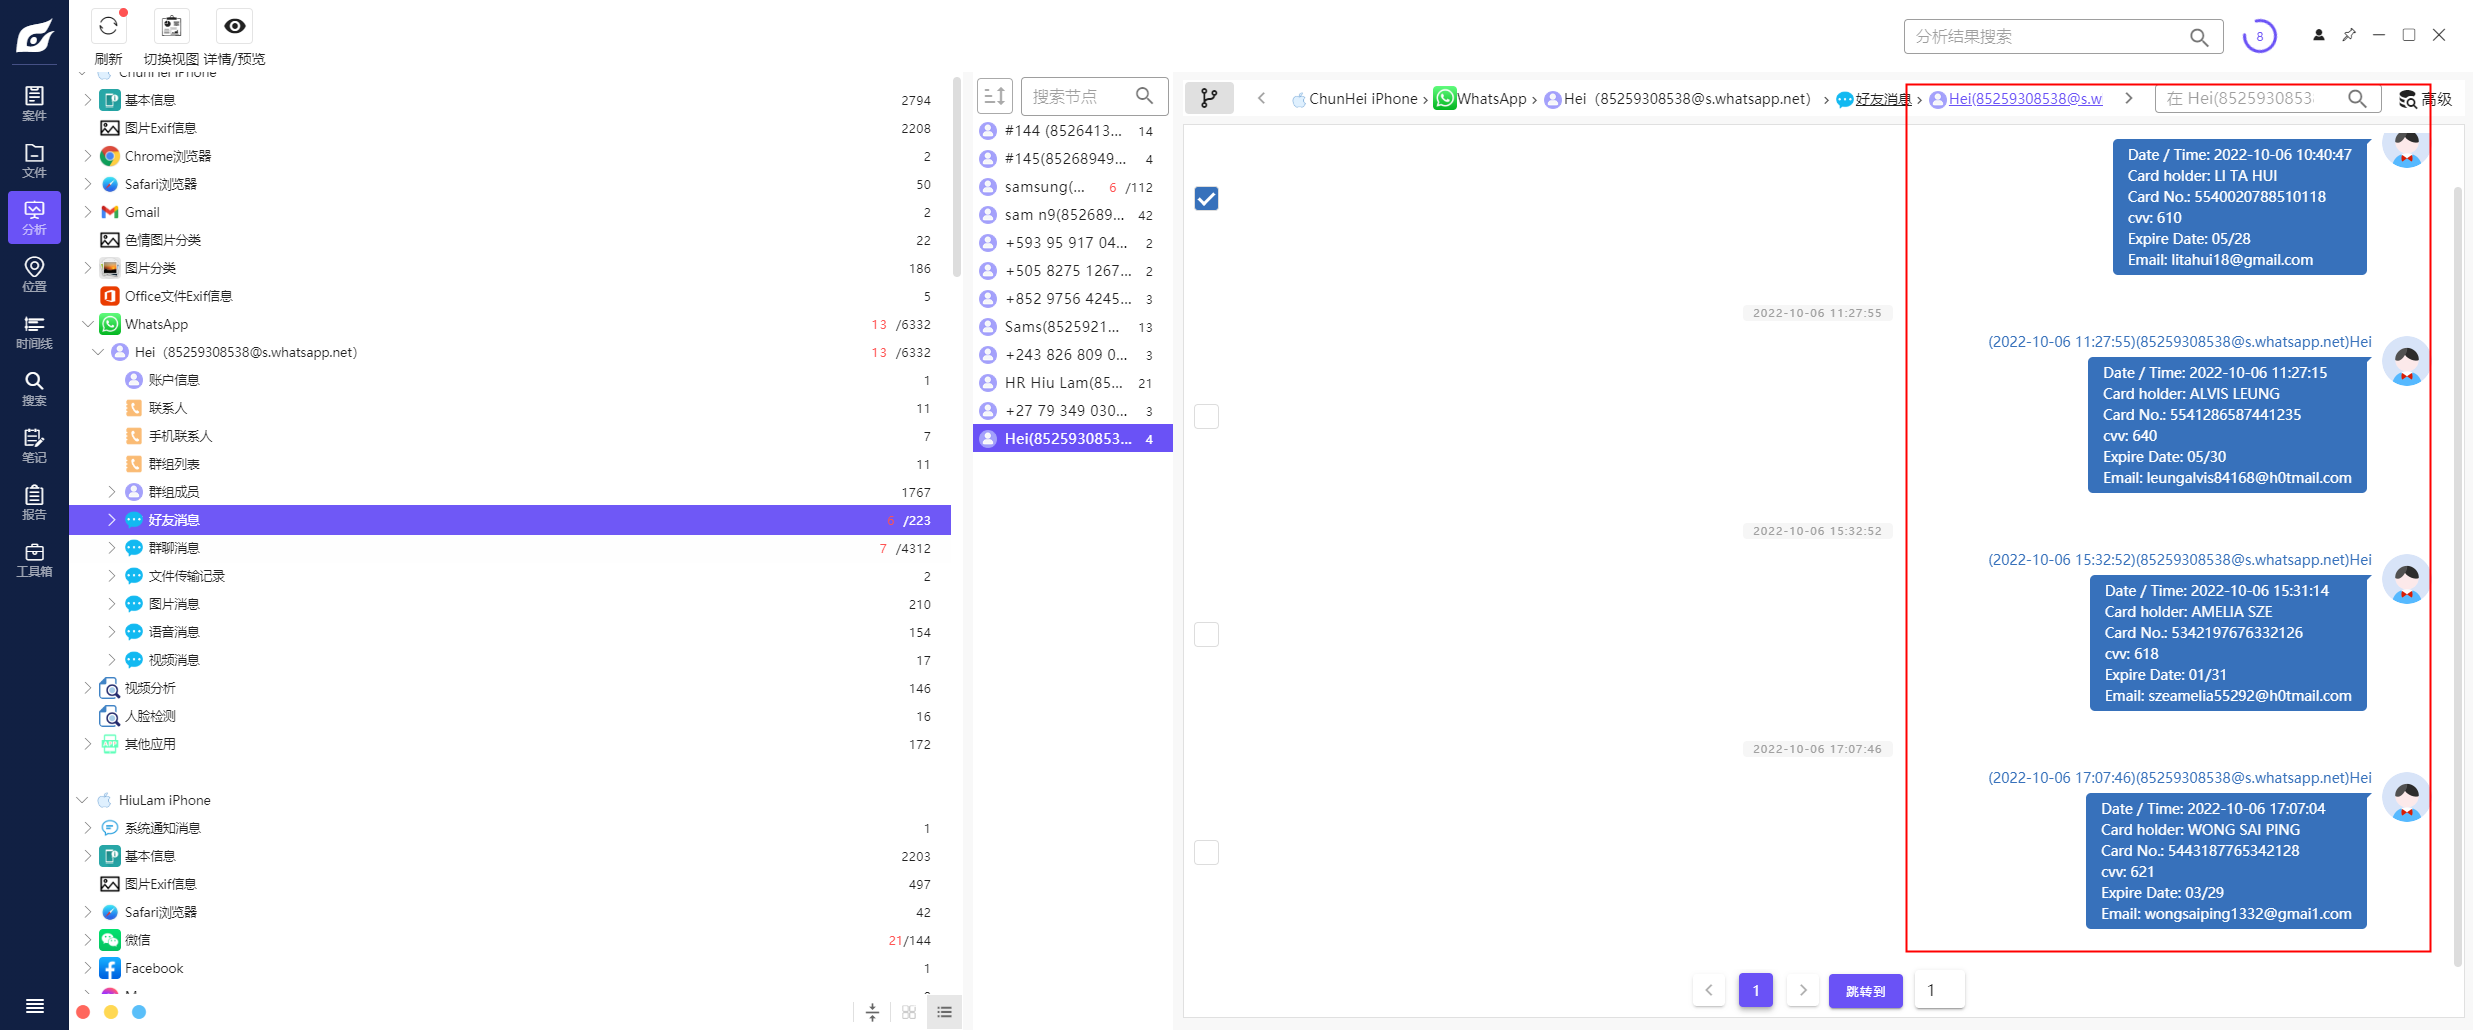 刷新
切换视图
详情/预览
分析结果搜索
8
案件
文件
分析
位置
时间线
搜索
笔记
报告
工具箱
ChunHei iPhone
基本信息 2794
图片Exif信息 2208
Chrome浏览器 2
Safari浏览器 50
Gmail 2
色情图片分类 22
图片分类 186
Office文件Exif信息 5
WhatsApp 13 /6332
Hei（85259308538@s.whatsapp.net） 13 /6332
账户信息 1
联系人 11
手机联系人 7
群组列表 11
群组成员 1767
好友消息 6 /223
群聊消息 7 /4312
文件传输记录 2
图片消息 210
语音消息 154
视频消息 17
视频分析 146
人脸检测 16
其他应用 172
HiuLam iPhone
系统通知消息 1
基本信息 2203
图片Exif信息 497
Safari浏览器 42
微信 21/144
Facebook 1
搜索节点
#144 (8526413... 14
#145(85268949... 4
samsung(... 6 /112
sam n9(852689... 42
+593 95 917 04... 2
+505 8275 1267... 2
+852 9756 4245... 3
Sams(8525921... 13
+243 826 809 0... 3
HR Hiu Lam(85... 21
+27 79 349 030... 3
Hei(8525930853... 4
ChunHei iPhone › WhatsApp › Hei（85259308538@s.whatsapp.net） › 好友消息 › Hei(85259308538@s.w
在 Hei(8525930853
高级
Date / Time: 2022-10-06 10:40:47
Card holder: LI TA HUI
Card No.: 5540020788510118
cvv: 610
Expire Date: 05/28
Email: litahui18@gmail.com
2022-10-06 11:27:55
(2022-10-06 11:27:55)(85259308538@s.whatsapp.net)Hei
Date / Time: 2022-10-06 11:27:15
Card holder: ALVIS LEUNG
Card No.: 5541286587441235
cvv: 640
Expire Date: 05/30
Email: leungalvis84168@h0tmail.com
2022-10-06 15:32:52
(2022-10-06 15:32:52)(85259308538@s.whatsapp.net)Hei
Date / Time: 2022-10-06 15:31:14
Card holder: AMELIA SZE
Card No.: 5342197676332126
cvv: 618
Expire Date: 01/31
Email: szeamelia55292@h0tmail.com
2022-10-06 17:07:46
(2022-10-06 17:07:46)(85259308538@s.whatsapp.net)Hei
Date / Time: 2022-10-06 17:07:04
Card holder: WONG SAI PING
Card No.: 5443187765342128
cvv: 621
Expire Date: 03/29
Email: wongsaiping1332@gmai1.com
1
跳转到
1